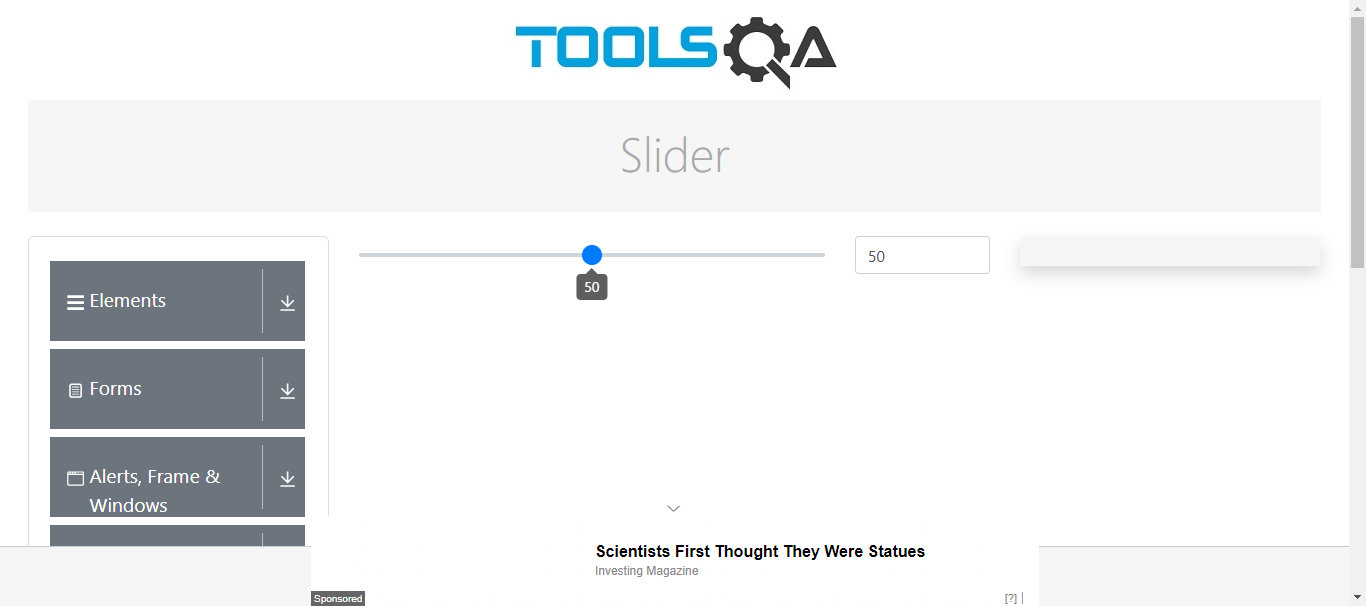 TOOLSQA
Slider
50
50
Elements
Forms
Alerts, Frame &
Windows
Scientists First Thought They Were Statues
Investing Magazine
Sponsored
[?] |